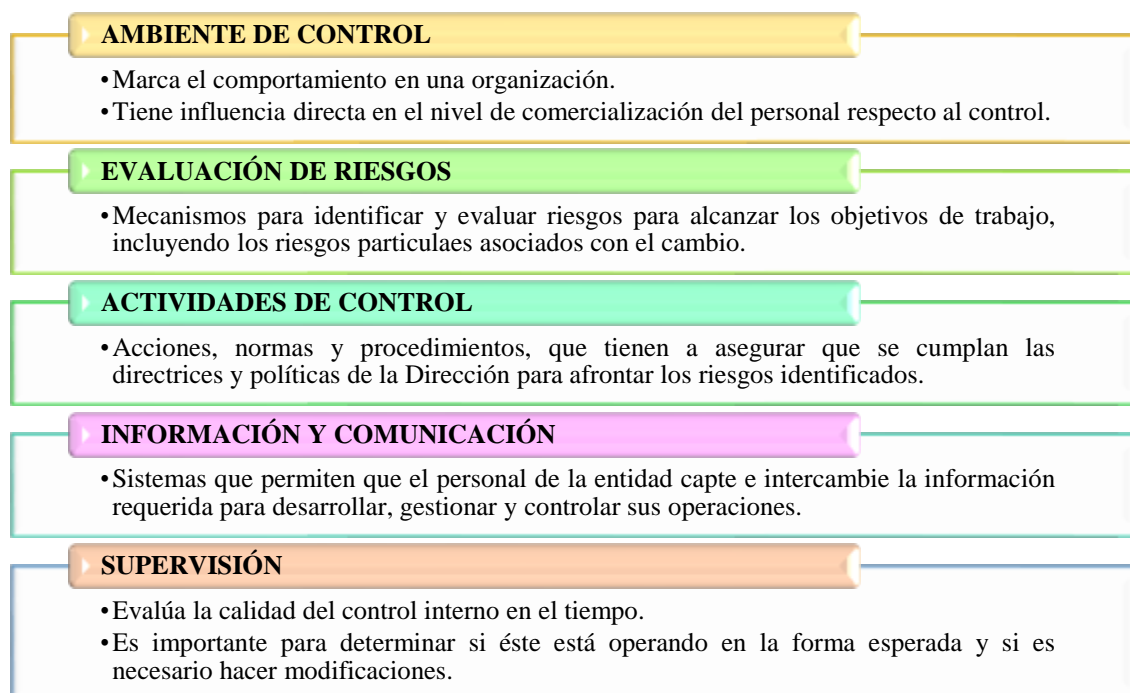 AMBIENTE DE CONTROL
•Marca el comportamiento en una organización.
•Tiene influencia directa en el nivel de comercialización del personal respecto al control.
EVALUACIÓN DE RIESGOS
•Mecanismos para identificar y evaluar riesgos para alcanzar los objetivos de trabajo,
incluyendo los riesgos particulaes asociados con el cambio.
ACTIVIDADES DE CONTROL
•Acciones, normas y procedimientos, que tienen a asegurar que se cumplan las
directrices y políticas de la Dirección para afrontar los riesgos identificados.
INFORMACIÓN Y COMUNICACIÓN
•Sistemas que permiten que el personal de la entidad capte e intercambie la información
requerida para desarrollar, gestionar y controlar sus operaciones.
SUPERVISIÓN
•Evalúa la calidad del control interno en el tiempo.
•Es importante para determinar si éste está operando en la forma esperada y si es
necesario hacer modificaciones.